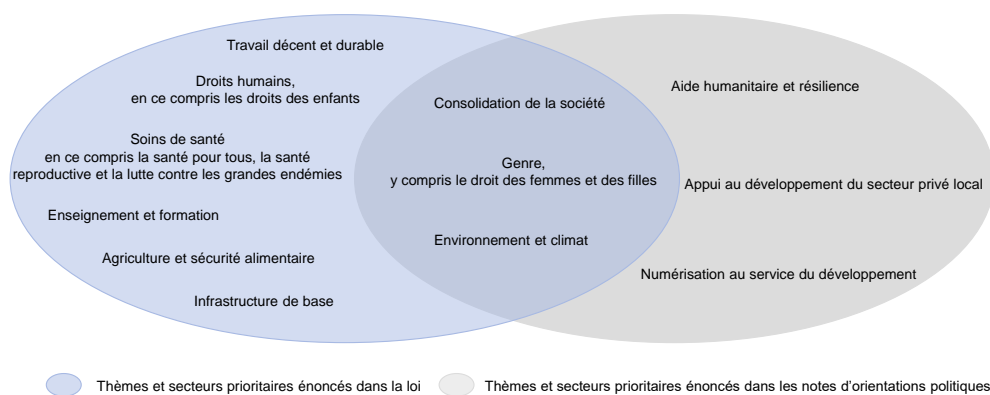 Travail décent et durable
Droits humains,
en ce compris les droits des enfants
Soins de santé
en ce compris la santé pour tous, la santé
reproductive et la lutte contre les grandes endémies
Enseignement et formation
Agriculture et sécurité alimentaire
Infrastructure de base
Consolidation de la société
Genre,
y compris le droit des femmes et des filles
Environnement et climat
Aide humanitaire et résilience
Appui au développement du secteur privé local
Numérisation au service du développement
Thèmes et secteurs prioritaires énoncés dans la loi
Thèmes et secteurs prioritaires énoncés dans les notes d’orientations politiques